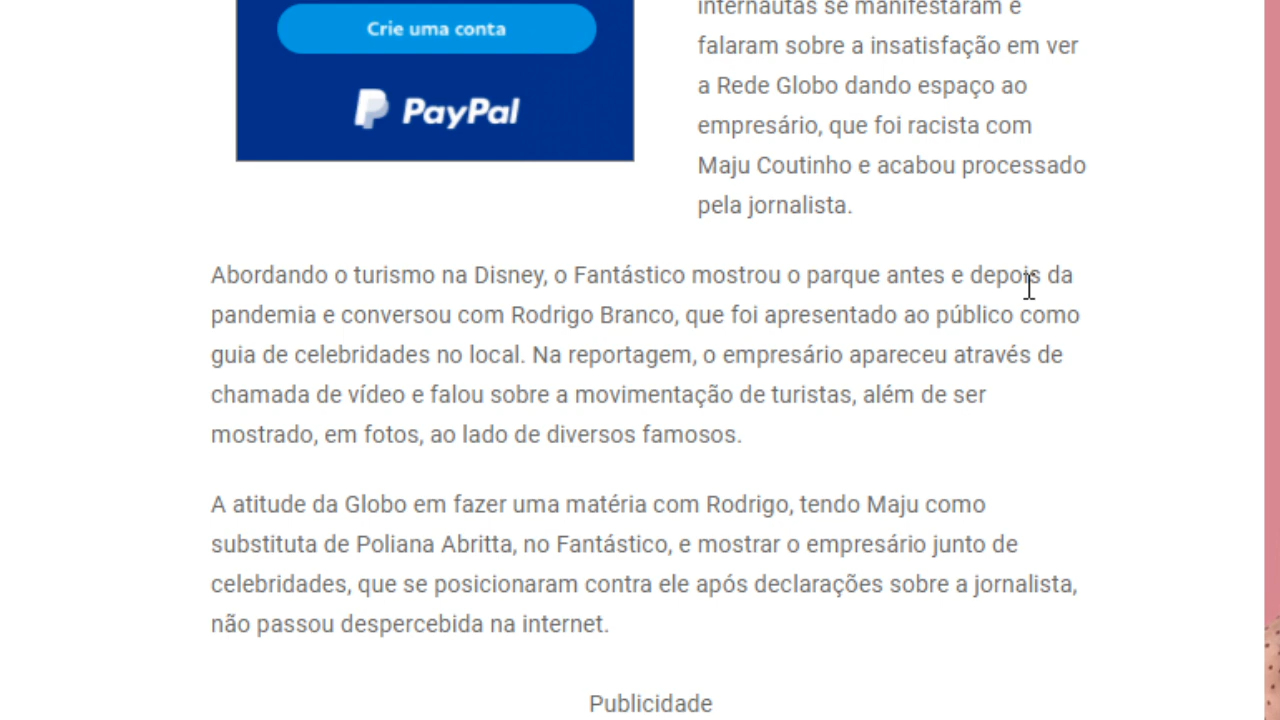 Crie uma conta
PayPal
internautas se manifestaram e
falaram sobre a insatisfação em ver
a Rede Globo dando espaço ao
empresário, que foi racista com
Maju Coutinho e acabou processado
pela jornalista.
Abordando o turismo na Disney, o Fantástico mostrou o parque antes e depois da
pandemia e conversou com Rodrigo Branco, que foi apresentado ao público como
guia de celebridades no local. Na reportagem, o empresário apareceu através de
chamada de vídeo e falou sobre a movimentação de turistas, além de ser
mostrado, em fotos, ao lado de diversos famosos.
A atitude da Globo em fazer uma matéria com Rodrigo, tendo Maju como
substituta de Poliana Abritta, no Fantástico, e mostrar o empresário junto de
celebridades, que se posicionaram contra ele após declarações sobre a jornalista,
não passou despercebida na internet.
Publicidade